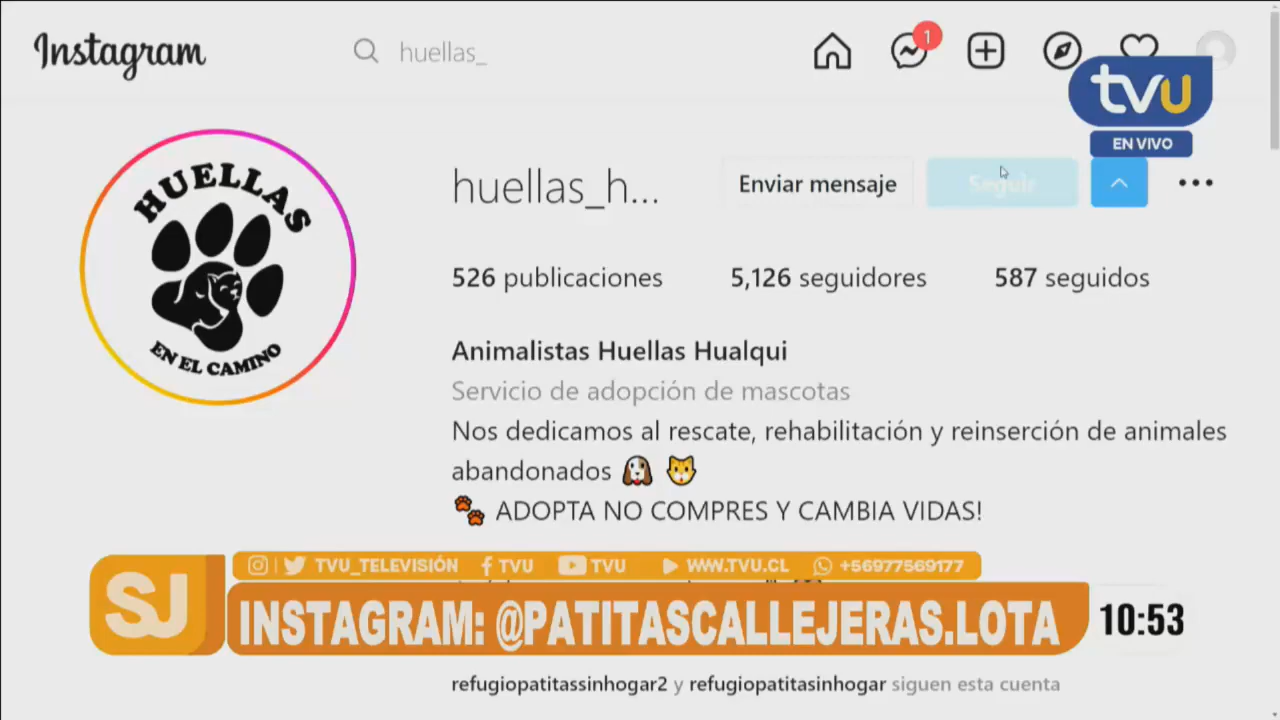 Instagram
huellas_
1
tvu
EN VIVO
HUELLAS
EN EL CAMINO
huellas_h...
Enviar mensaje
Seguir
526 publicaciones
5,126 seguidores
587 seguidos
Animalistas Huellas Hualqui
Servicio de adopción de mascotas
Nos dedicamos al rescate, rehabilitación y reinserción de animales
abandonados 🐶 🐱
🐾 ADOPTA NO COMPRES Y CAMBIA VIDAS!
SJ
TVU_TELEVISIÓN TVU TVU WWW.TVU.CL +56977569177
INSTAGRAM: @PATITASCALLEJERAS.LOTA
10:53
refugiopatitassinhogar2 y refugiopatitasinhogar siguen esta cuenta